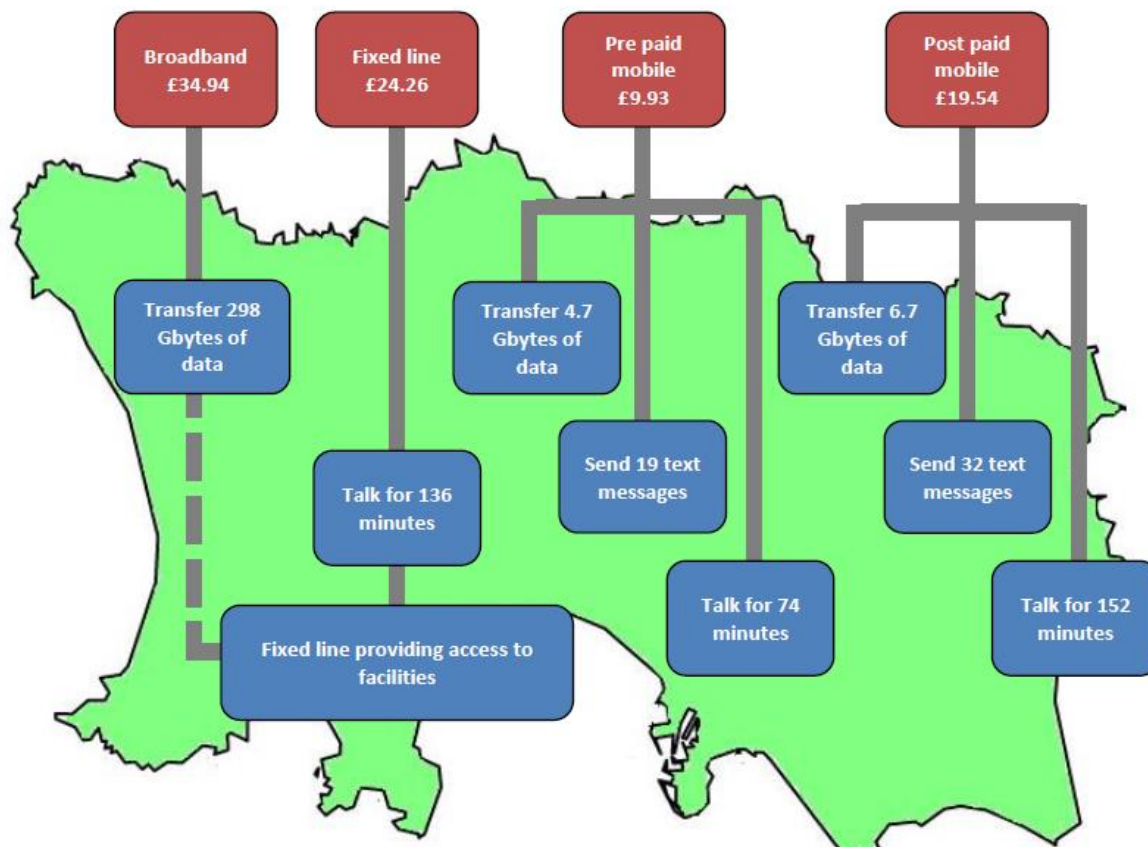 Broadband
£34.94
Fixed line
£24.26
Pre paid
mobile
£9.93
Post paid
mobile
£19.54
Transfer 298
Gbytes of
data
Transfer 4.7
Gbytes of
data
Transfer 6.7
Gbytes of
data
Talk for 136
minutes
Send 19 text
messages
Send 32 text
messages
Talk for 74
minutes
Talk for 152
minutes
Fixed line providing access to
facilities